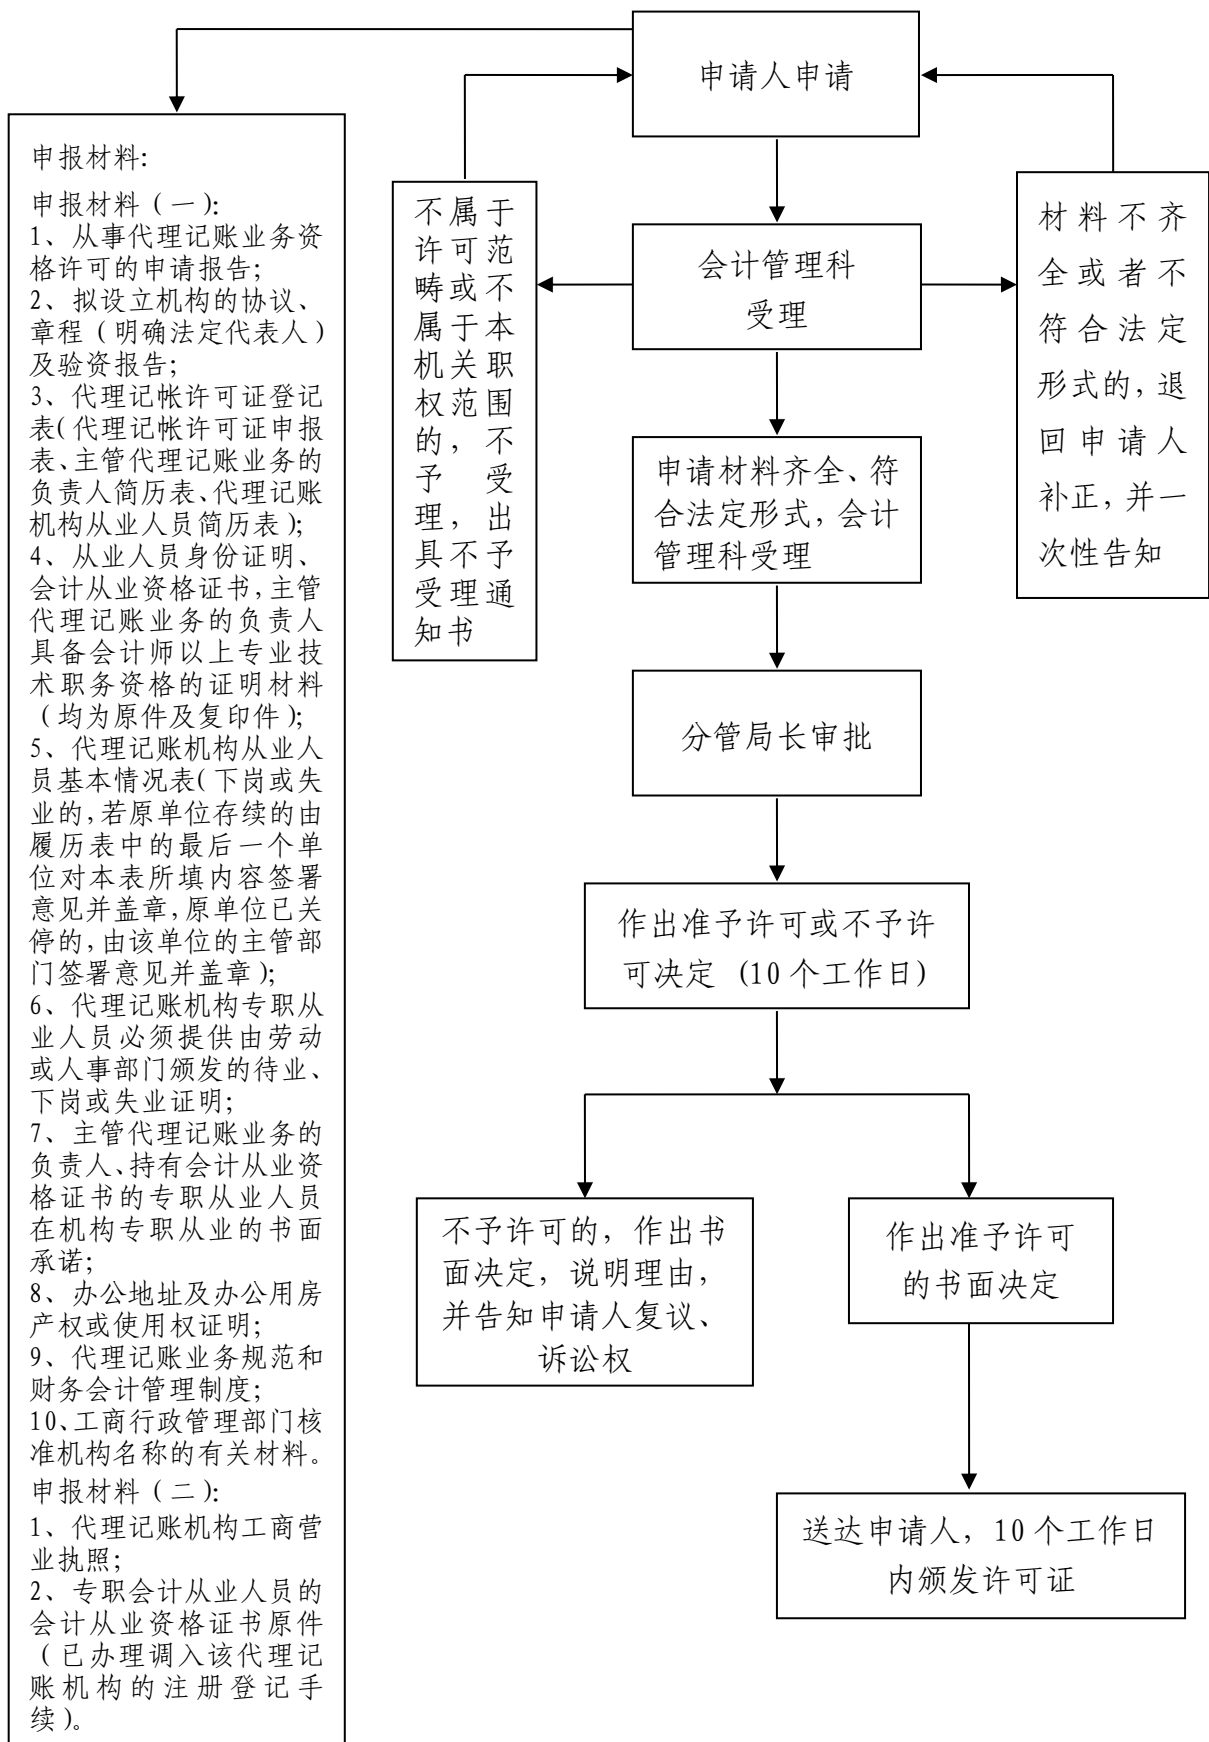 申请人申请
申报材料:
申报材料（一）:
1、从事代理记账业务资
格许可的申请报告;
2、拟设立机构的协议、
章程（明确法定代表人）
及验资报告;
3、代理记帐许可证登记
表(代理记帐许可证申报
表、主管代理记账业务的
负责人简历表、代理记账
机构从业人员简历表);
4、从业人员身份证明、
会计从业资格证书,主管
代理记账业务的负责人
具备会计师以上专业技
术职务资格的证明材料
（均为原件及复印件）;
5、代理记账机构从业人
员基本情况表(下岗或失
业的,若原单位存续的由
履历表中的最后一个单
位对本表所填内容签署
意见并盖章,原单位已关
停的,由该单位的主管部
门签署意见并盖章);
6、代理记账机构专职从
业人员必须提供由劳动
或人事部门颁发的待业、
下岗或失业证明;
7、主管代理记账业务的
负责人、持有会计从业资
格证书的专职从业人员
在机构专职从业的书面
承诺;
8、办公地址及办公用房
产权或使用权证明;
9、代理记账业务规范和
财务会计管理制度;
10、工商行政管理部门核
准机构名称的有关材料。
申报材料（二）:
1、代理记账机构工商营
业执照;
2、专职会计从业人员的
会计从业资格证书原件
（已办理调入该代理记
账机构的注册登记手
续）。
不属于
许可范
畴或不
属于本
机关职
权范围
的，不
予受
理，出
具不予
受理通
知书
会计管理科
受理
材料不齐
全或者不
符合法定
形式的,退
回申请人
补正,并一
次性告知
申请材料齐全、符
合法定形式,会计
管理科受理
分管局长审批
作出准予许可或不予许
可决定 (10 个工作日)
不予许可的，作出书
面决定，说明理由，
并告知申请人复议、
诉讼权
作出准予许可
的书面决定
送达申请人，10 个工作日
内颁发许可证